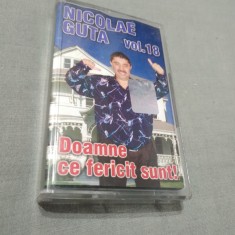 NICOLAE
GUTA vol.18
Doamne
ce fericit sunt!